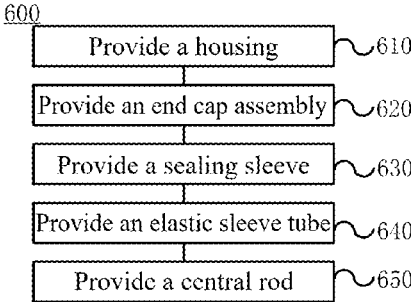 600
Provide a housing 610
Provide an end cap assembly 620
Provide a sealing sleeve 630
Provide an elastic sleeve tube 640
Provide a central rod 650